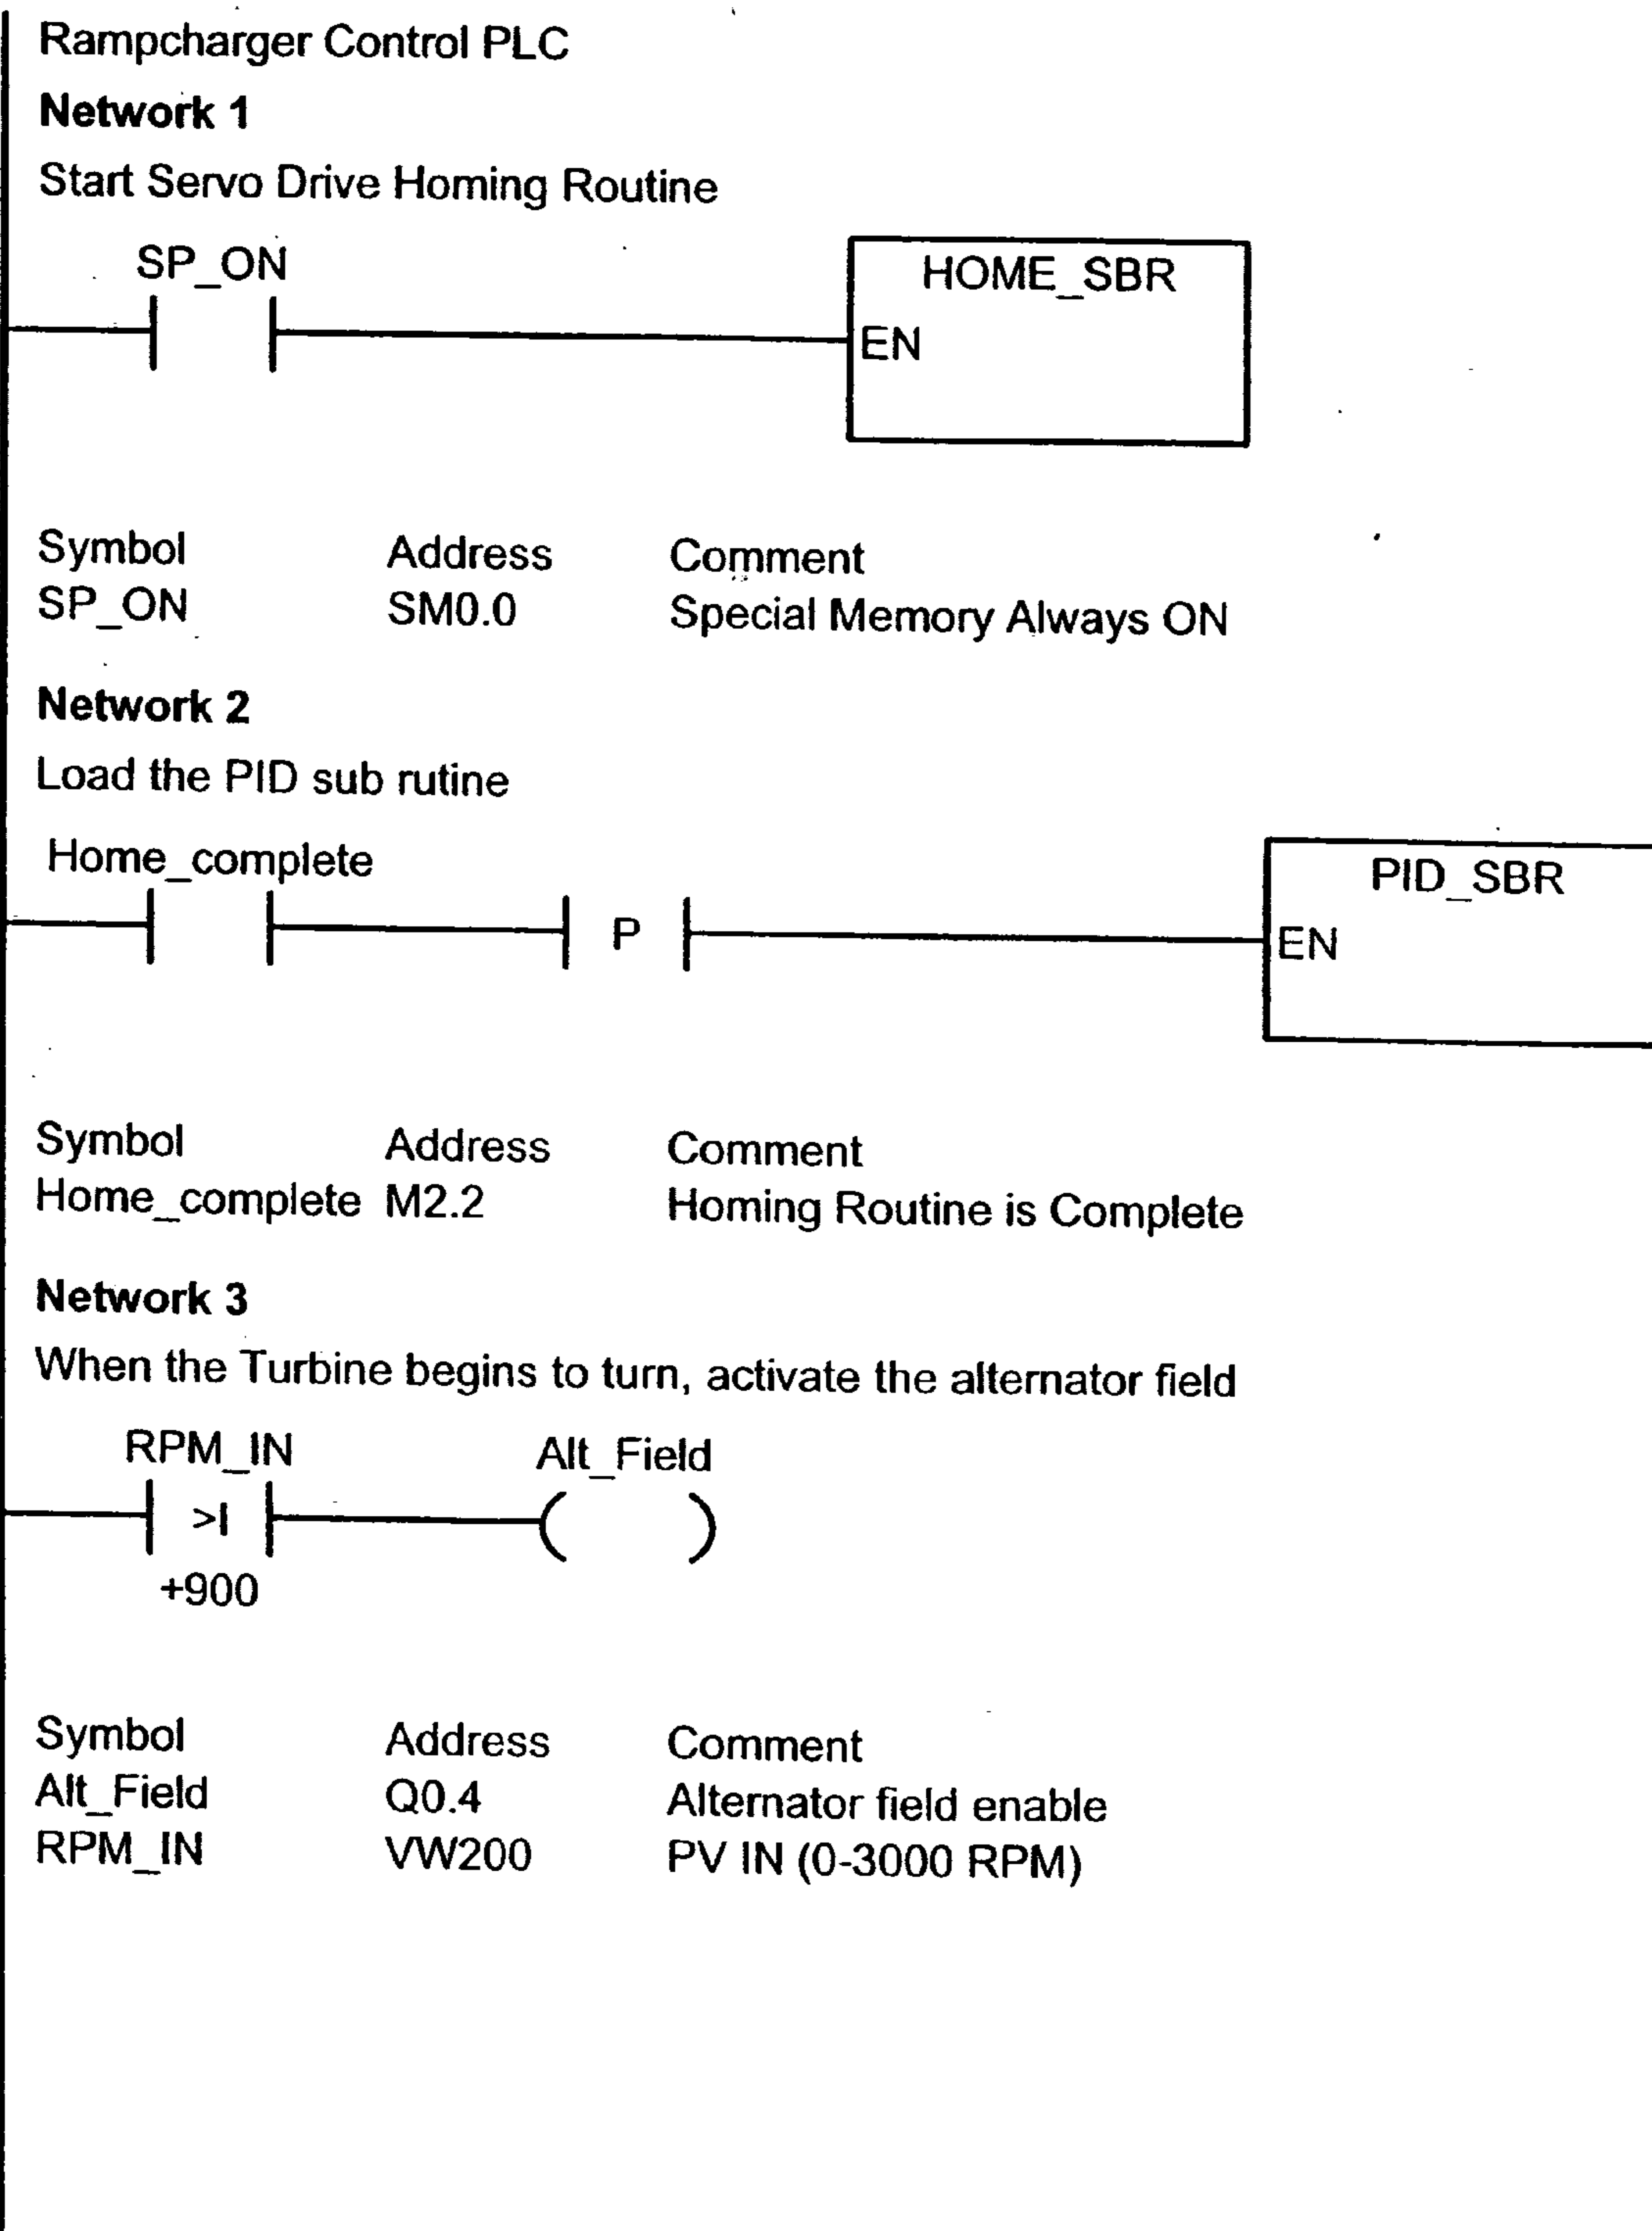 Rampcharger Control PLC
Network 1
Start Servo Drive Homing Routine
SP_ON
HOME_SBR
EN
Symbol Address Comment
SP_ON SM0.0 Special Memory Always ON
Network 2
Load the PID sub rutine
Home_complete
P
PID_SBR
EN
Symbol Address Comment
Home_complete M2.2 Homing Routine is Complete
Network 3
When the Turbine begins to turn, activate the alternator field
RPM_IN Alt_Field
>I
+900
Symbol Address Comment
Alt_Field Q0.4 Alternator field enable
RPM_IN VW200 PV IN (0-3000 RPM)